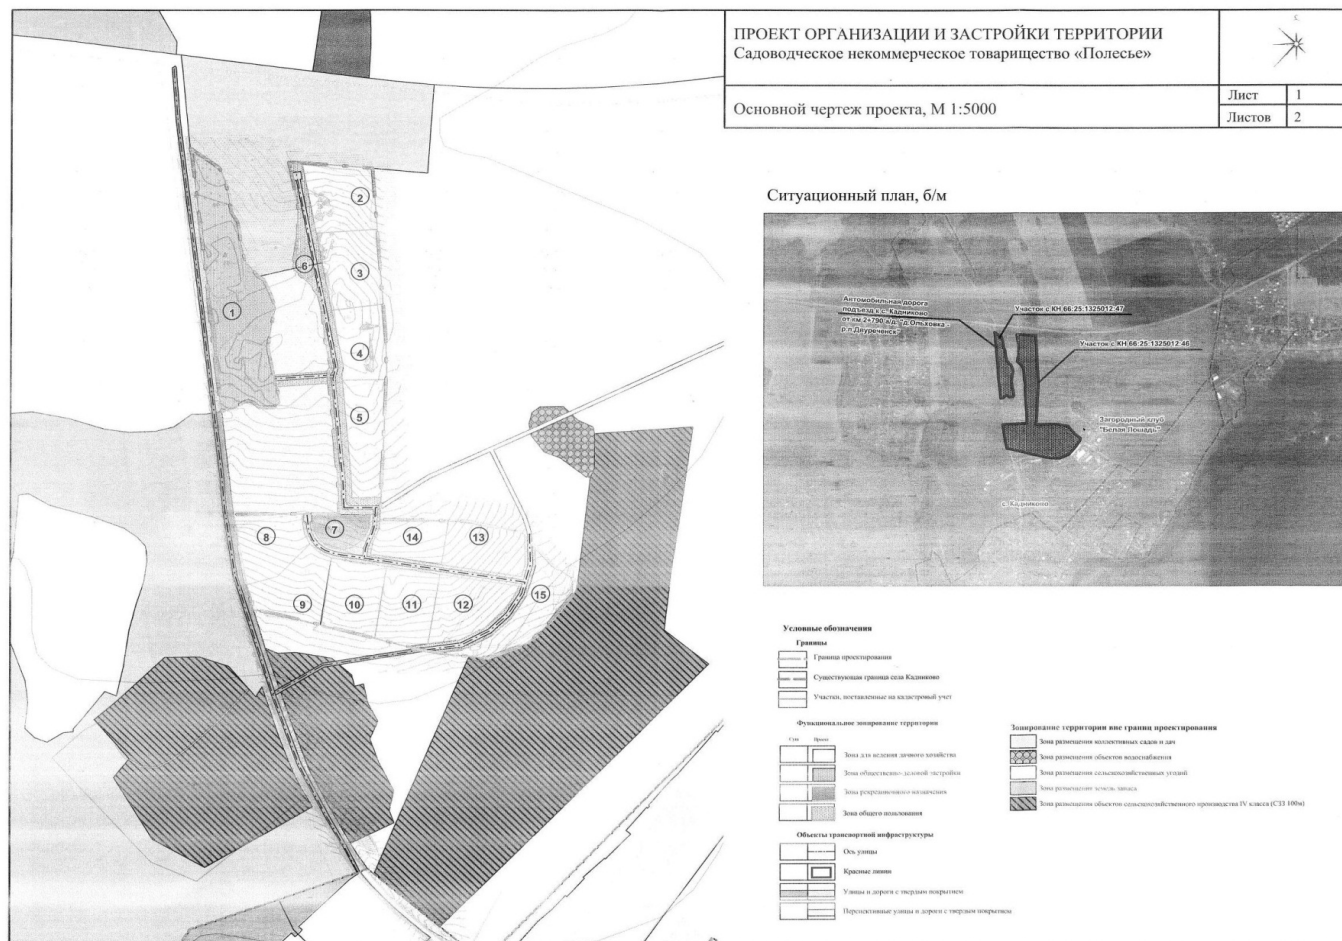 ПРОЕКТ ОРГАНИЗАЦИИ И ЗАСТРОЙКИ ТЕРРИТОРИИ
Садоводческое некоммерческое товарищество «Полесье»
С
Основной чертеж проекта, М 1:5000
Лист 1
Листов 2
Ситуационный план, б/м
Автомобильная дорога
подъезд к с. Кадниково
от км 2+790 а/д "д.Ольховка -
р.п.Двуреченск"
Участок с КН 66:25:1325012:47
Участок с КН 66:25:1325012:46
Загородный клуб
"Белая Лошадь"
с. Кадниково
2
3
6
1
4
5
7
8
14
13
9
10
11
12
15
Условные обозначения
Границы
Граница проектирования
Существующая граница села Кадниково
Участки, поставленные на кадастровый учет
Функциональное зонирование территории
Сущ Проект
Зона для ведения дачного хозяйства
Зона общественно-деловой застройки
Зона рекреационного назначения
Зона общего пользования
Объекты транспортной инфраструктуры
Ось улицы
Красные линии
Улицы и дороги с твердым покрытием
Перспективные улицы и дороги с твердым покрытием
Зонирование территории вне границ проектирования
Зона размещения коллективных садов и дач
Зона размещения объектов водоснабжения
Зона размещения сельскохозяйственных угодий
Зона размещения земель запаса
Зона размещения объектов сельскохозяйственного производства IV класса (СЗЗ 100м)